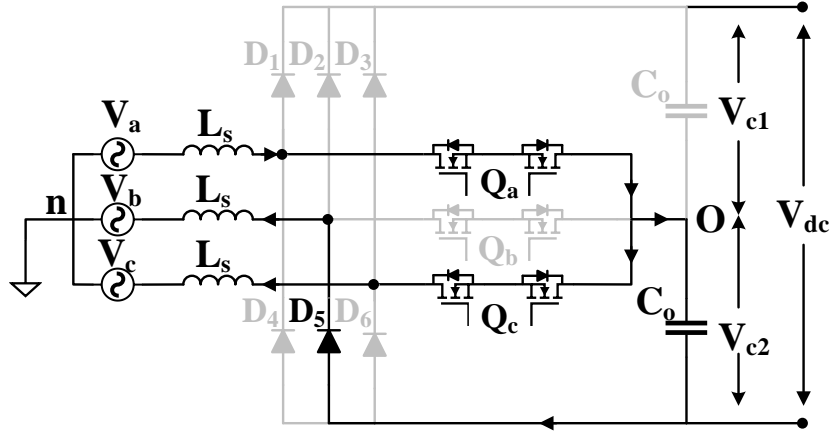 D1 D2 D3
Co
Va
Ls
Vc1
Qa
Vb
Ls
n
O
Vdc
Qb
Vc
Ls
D4 D5 D6
Qc
Co
Vc2